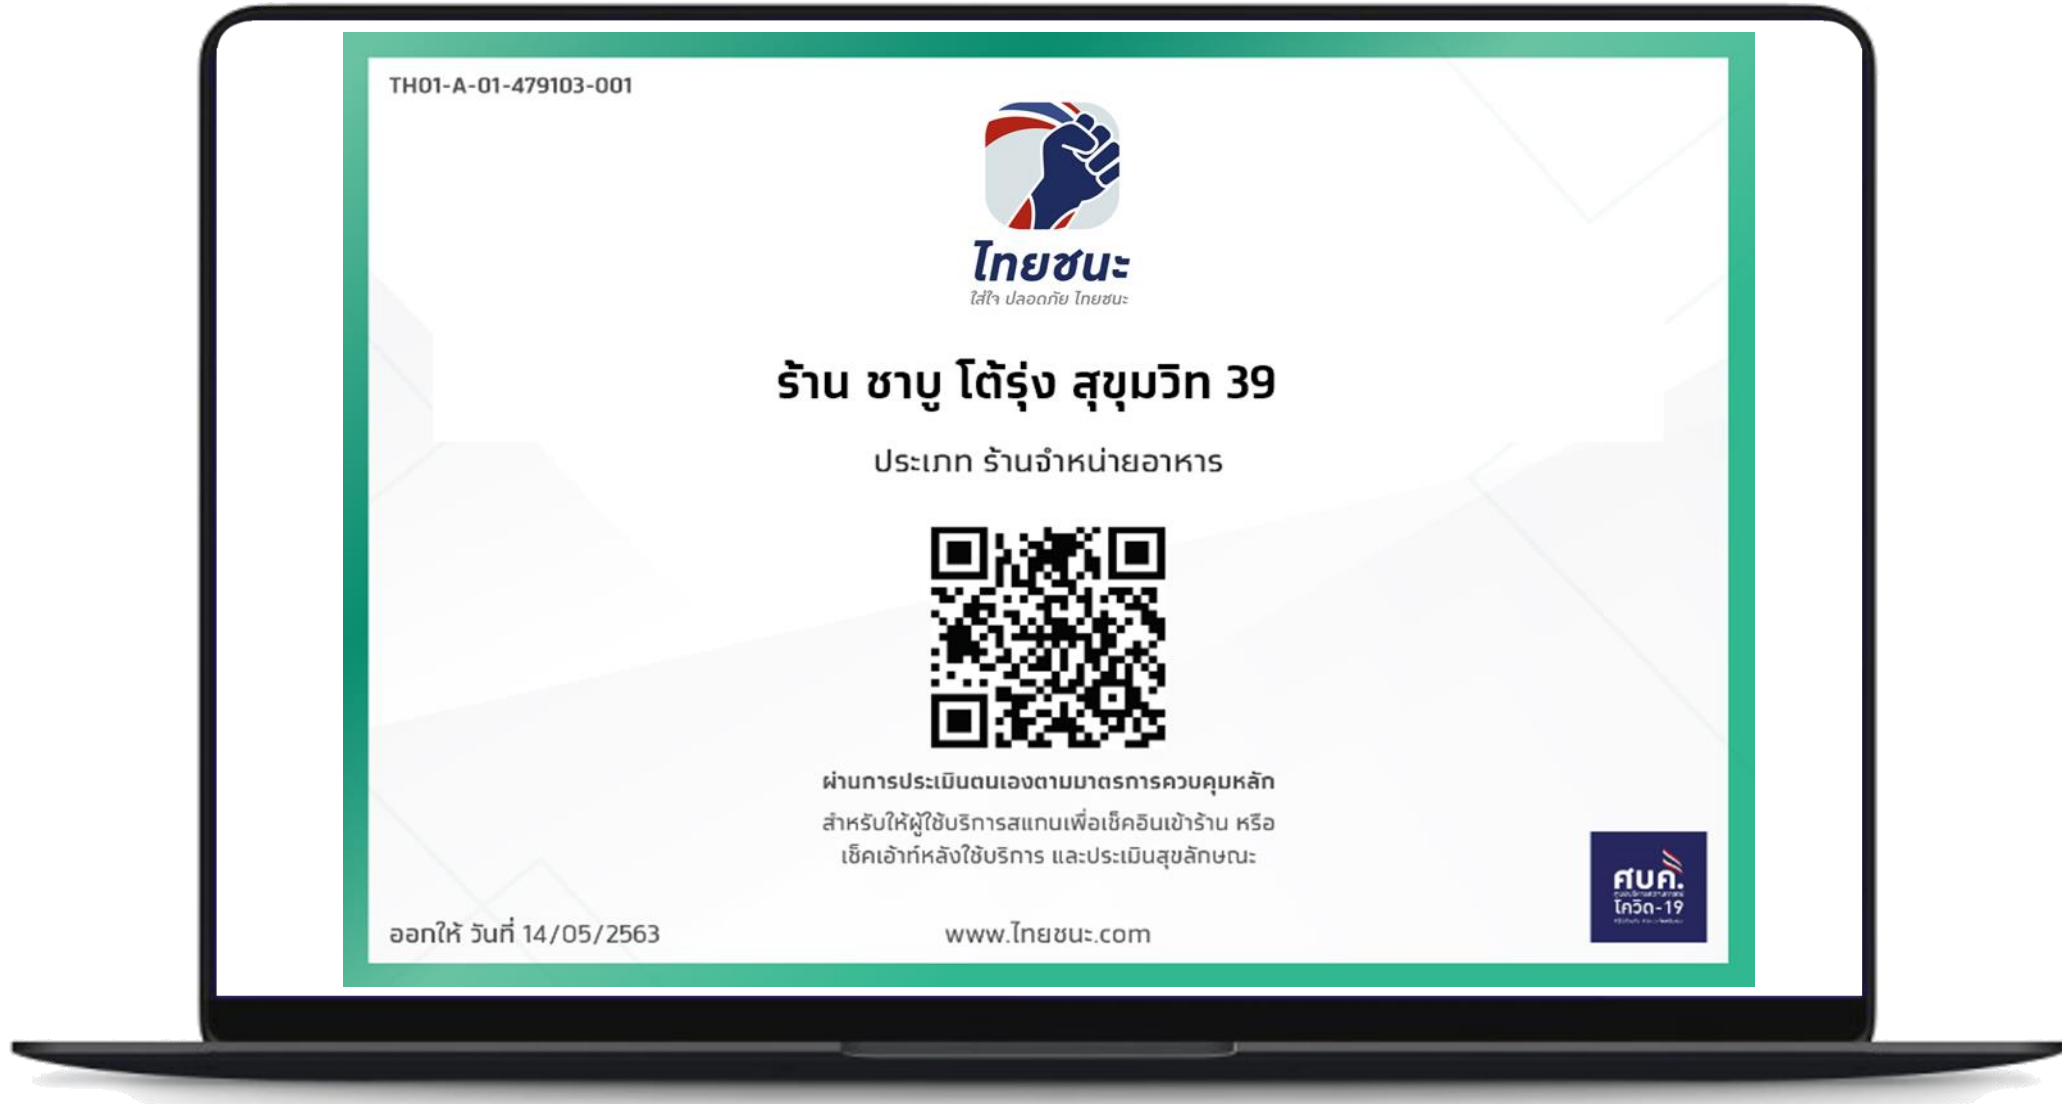 TH01-A-01-479103-001
ไทยชนะ
ใส่ใจ ปลอดภัย ไทยชนะ
ร้าน ชาบู โต้รุ่ง สุขุมวิท 39
ประเภท ร้านจำหน่ายอาหาร
ผ่านการประเมินตนเองตามมาตรการควบคุมหลัก
สำหรับให้ผู้ใช้บริการสแกนเพื่อเช็คอินเข้าร้าน หรือ
เช็คเอ้าท์หลังใช้บริการ และประเมินสุขลักษณะ
ศบค.
โควิด-19
ออกให้ วันที่ 14/05/2563
www.ไทยชนะ.com